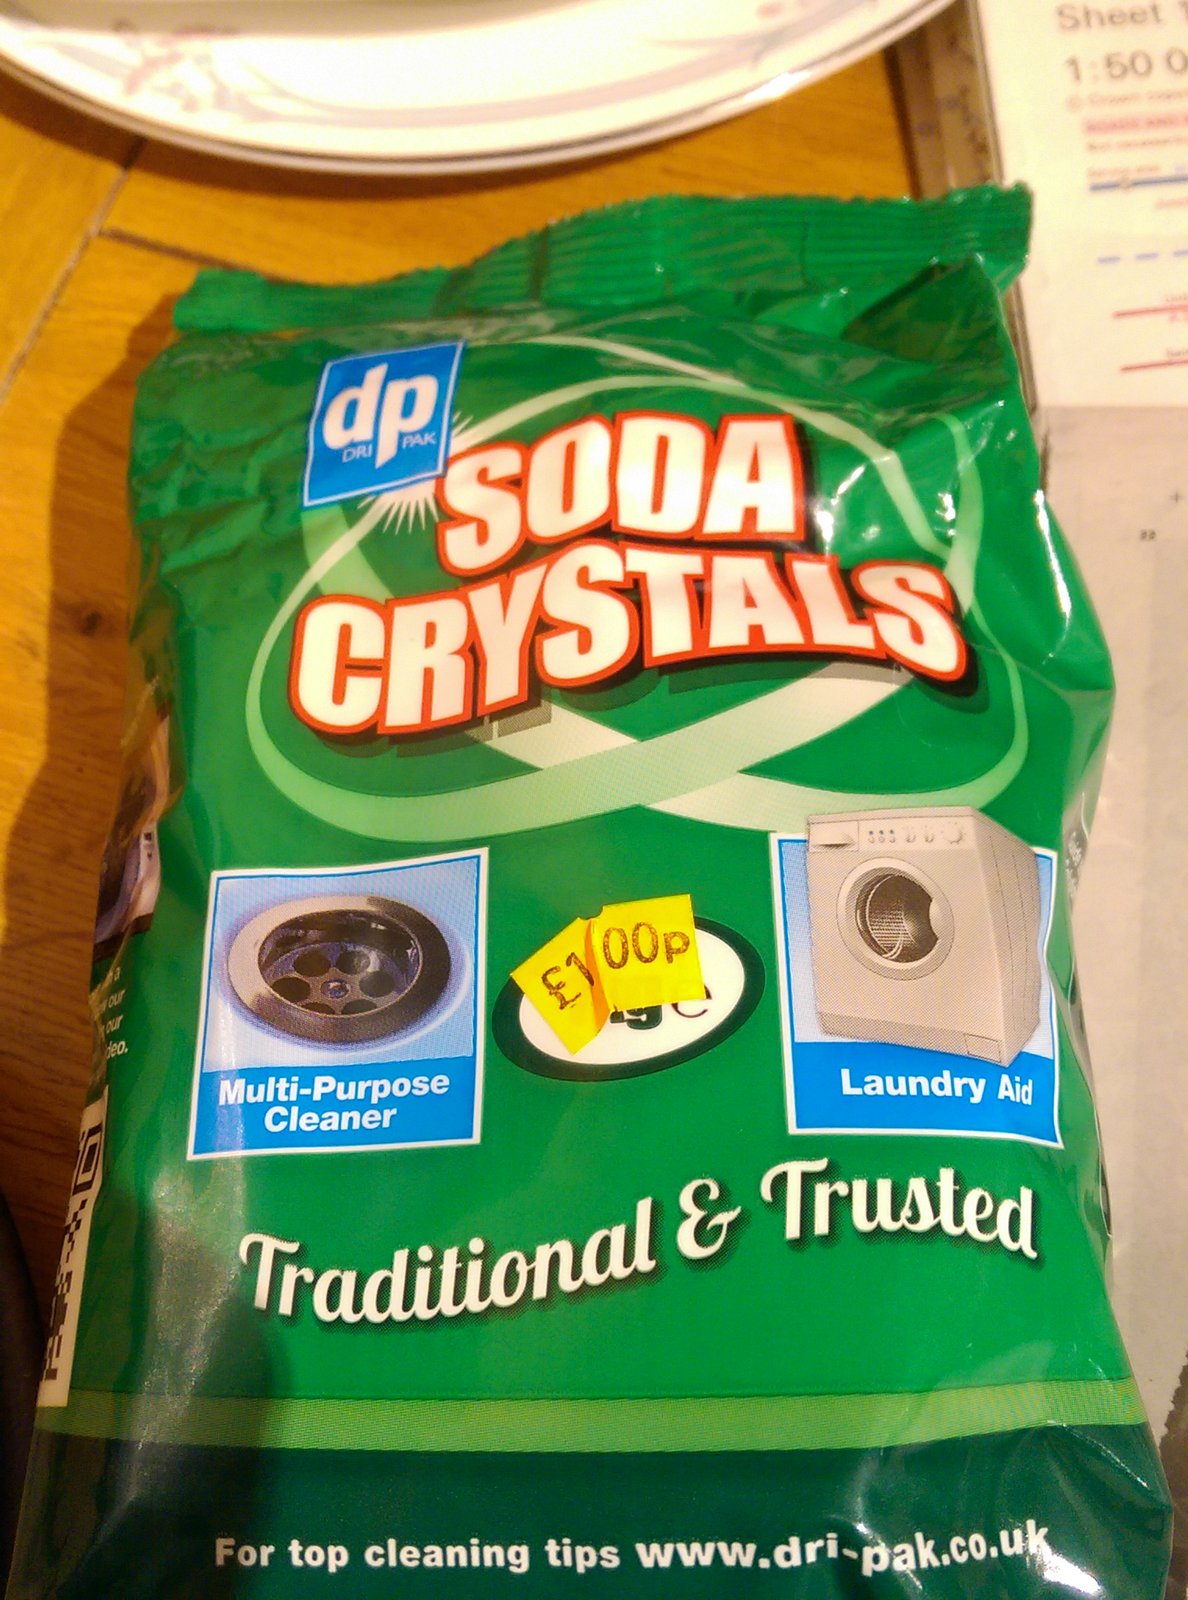 Sheet
1:50 0
dp
DRI PAK
SODA
CRYSTALS
£1 00p
g e
Multi-Purpose
Cleaner
Laundry Aid
Traditional & Trusted
For top cleaning tips www.dri-pak.co.uk